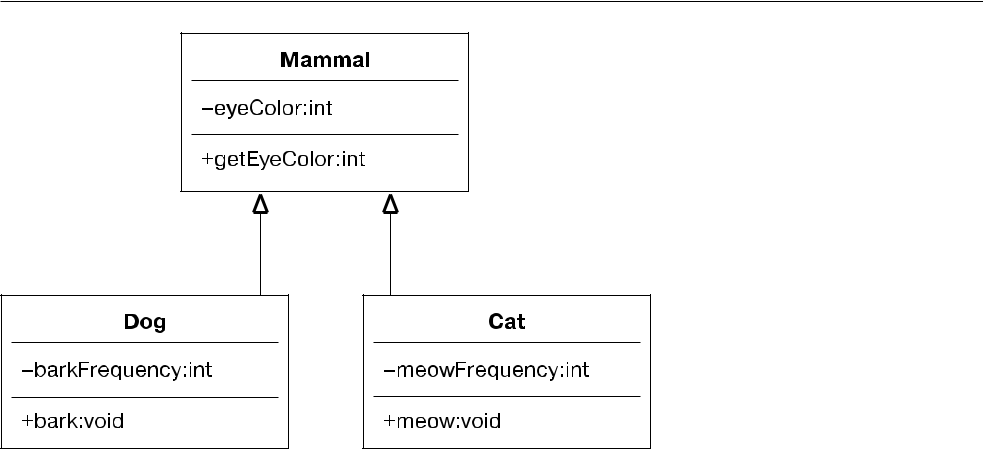 Mammal
–eyeColor:int
+getEyeColor:int
Dog
–barkFrequency:int
+bark:void
Cat
–meowFrequency:int
+meow:void